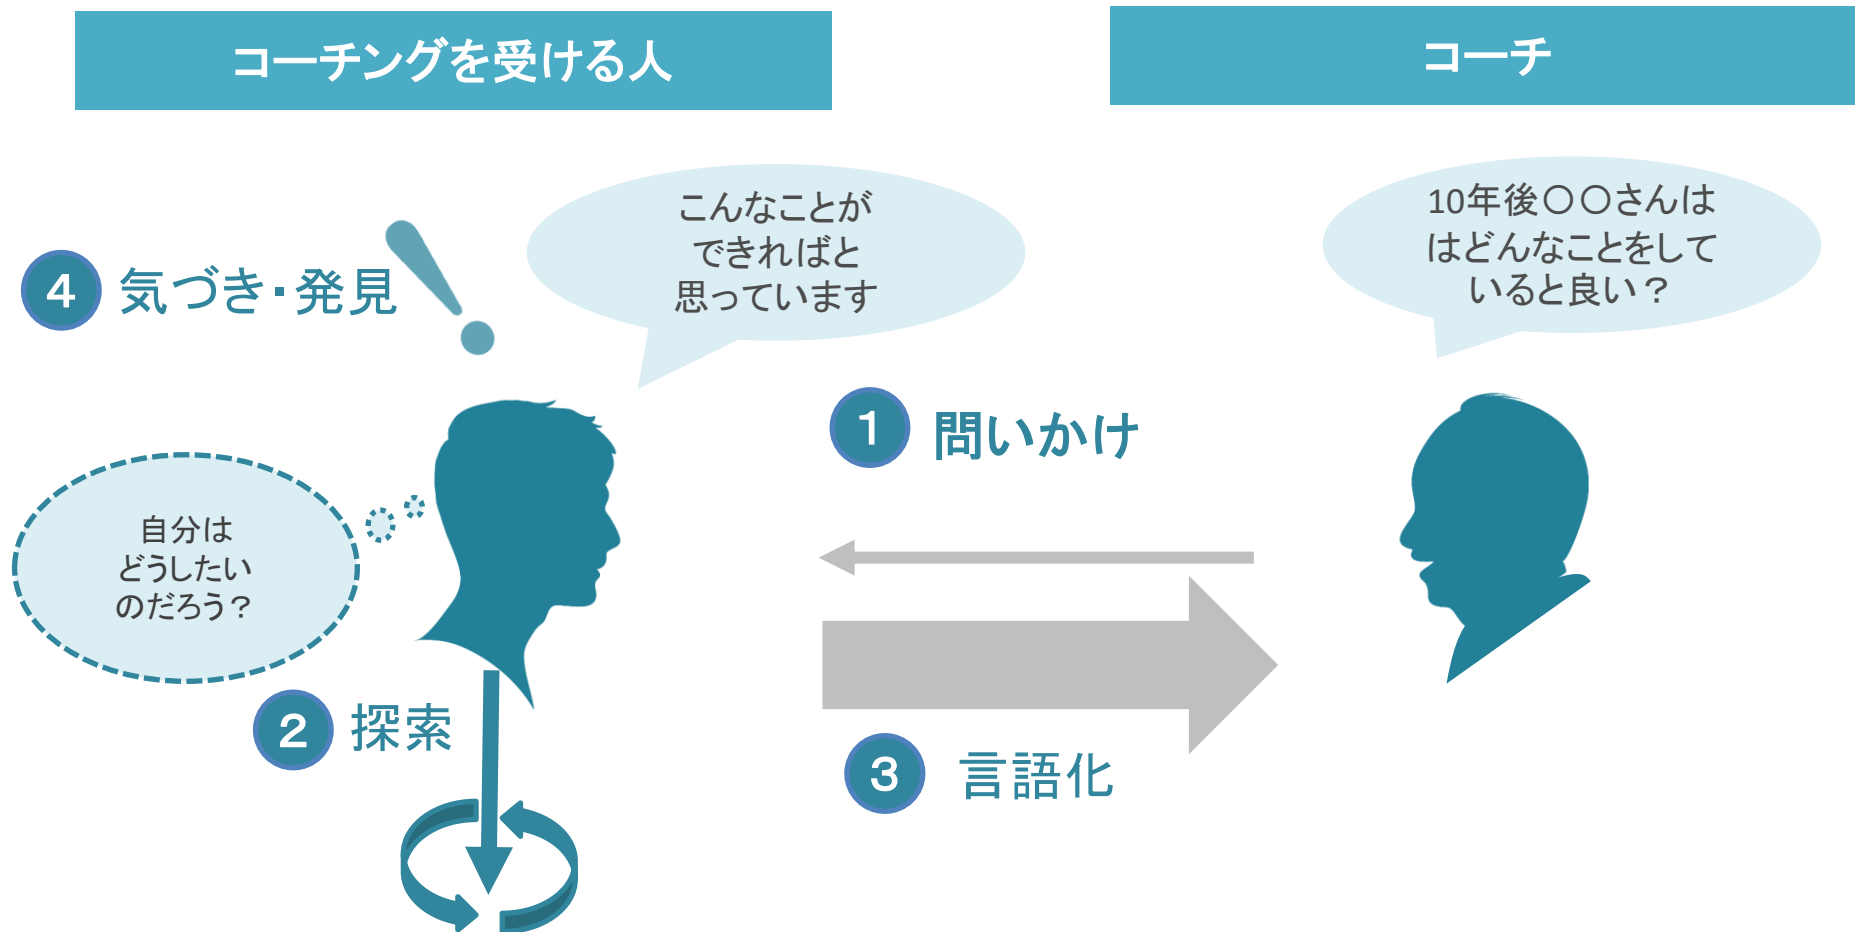 コーチングを受ける人
コーチ
こんなことが
できればと
思っています
10年後〇〇さんは
はどんなことをして
いると良い？
4 気づき・発見
1 問いかけ
自分は
どうしたい
のだろう？
2 探索
3 言語化